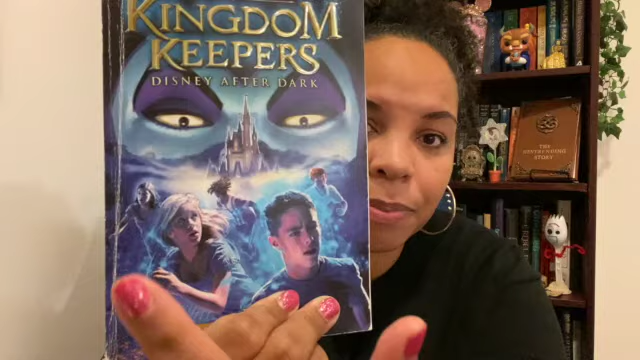 KINGDOM
KEEPERS
DISNEY AFTER DARK
THE
NEVERENDING
STORY